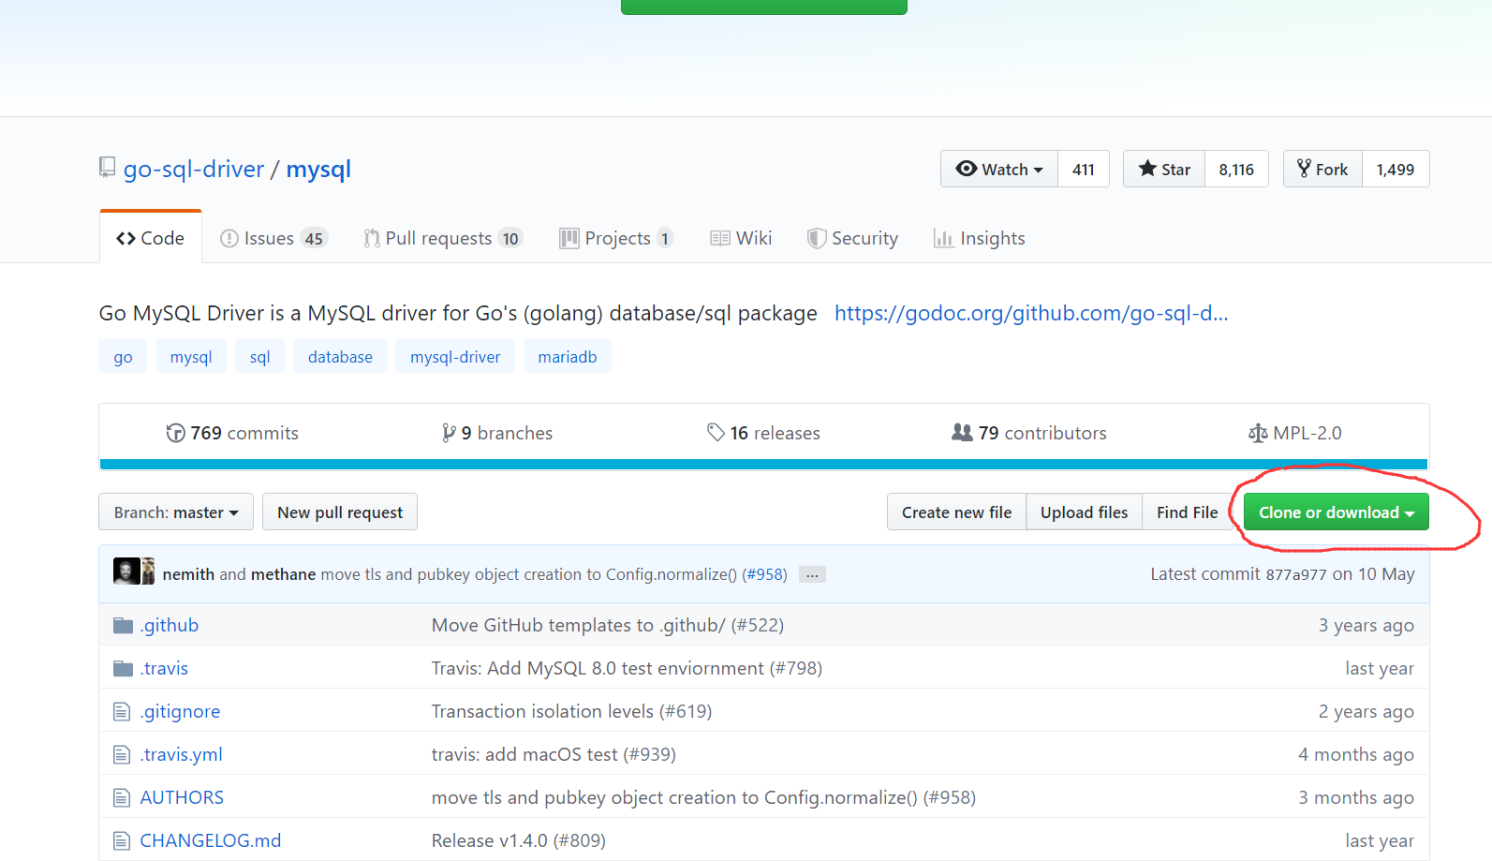 go-sql-driver / mysql
Watch 411 Star 8,116 Fork 1,499
Code Issues 45 Pull requests 10 Projects 1 Wiki Security Insights
Go MySQL Driver is a MySQL driver for Go's (golang) database/sql package https://godoc.org/github.com/go-sql-d...
go mysql sql database mysql-driver mariadb
769 commits 9 branches 16 releases 79 contributors MPL-2.0
Branch: master New pull request Create new file Upload files Find File Clone or download
nemith and methane move tls and pubkey object creation to Config.normalize() (#958) ... Latest commit 877a977 on 10 May
.github Move GitHub templates to .github/ (#522) 3 years ago
.travis Travis: Add MySQL 8.0 test enviornment (#798) last year
.gitignore Transaction isolation levels (#619) 2 years ago
.travis.yml travis: add macOS test (#939) 4 months ago
AUTHORS move tls and pubkey object creation to Config.normalize() (#958) 3 months ago
CHANGELOG.md Release v1.4.0 (#809) last year